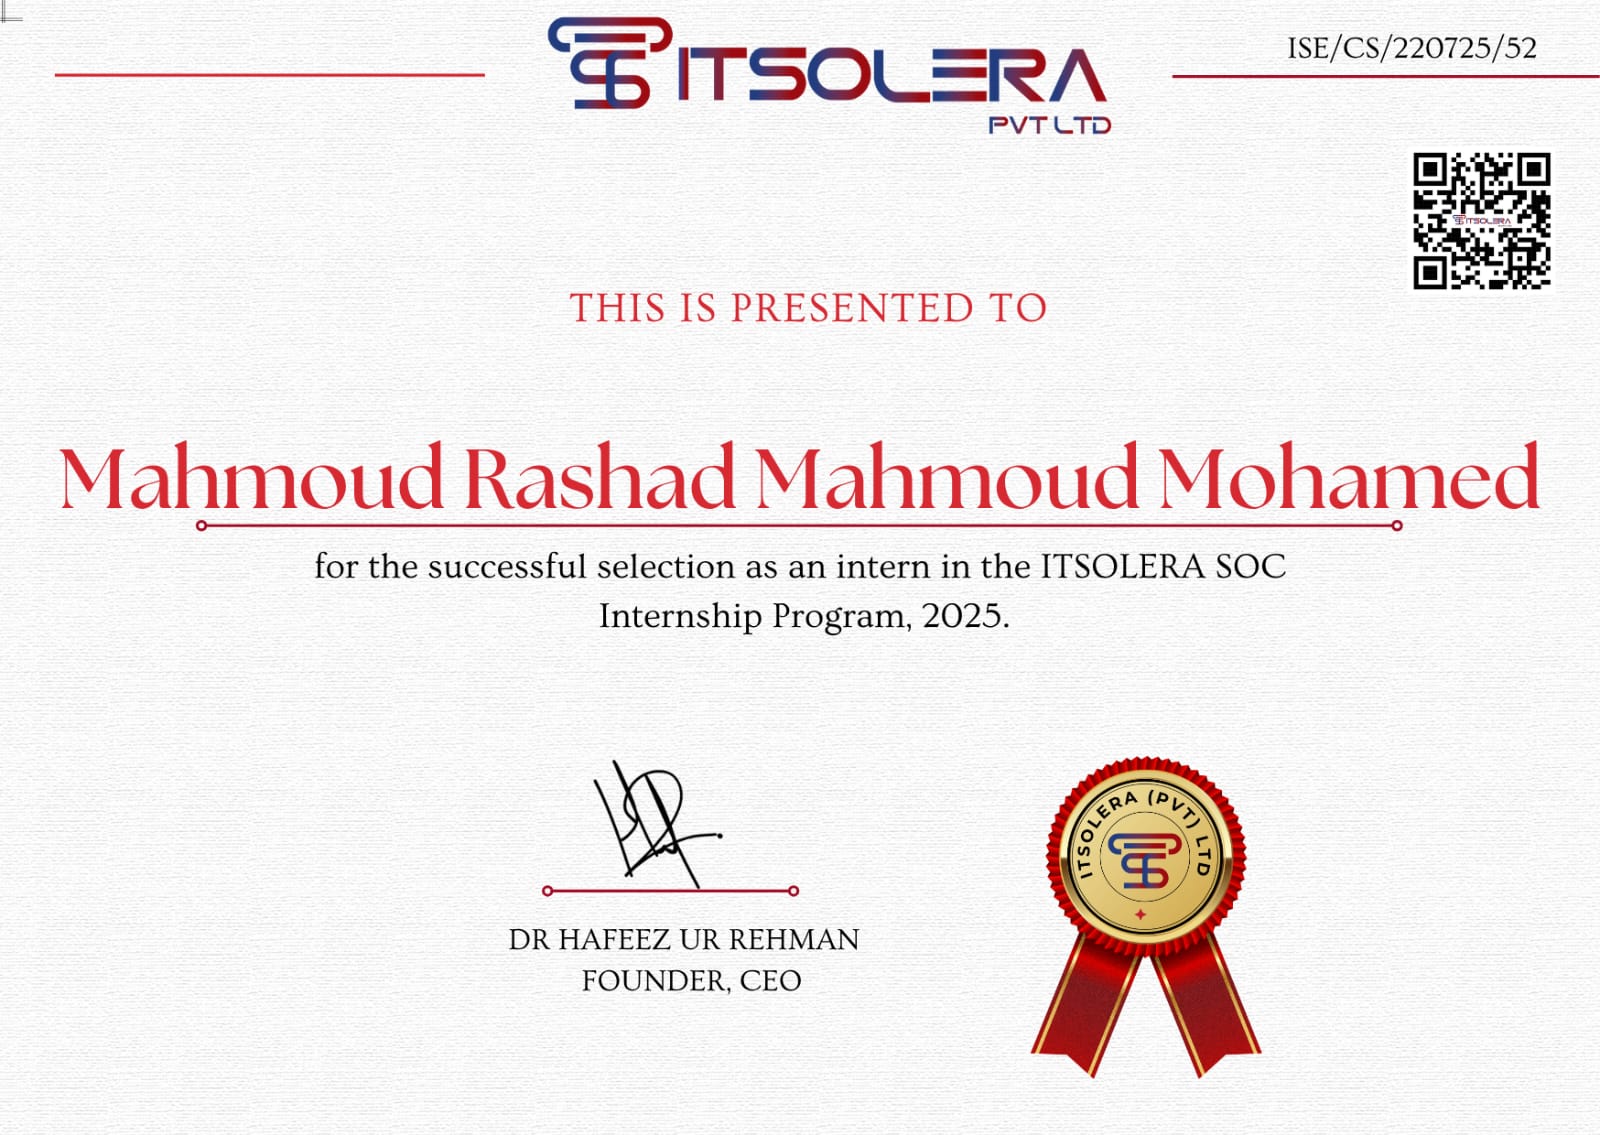 ITSOLERA
PVT LTD
ISE/CS/220725/52
ITSOLERA
THIS IS PRESENTED TO
Mahmoud Rashad Mahmoud Mohamed
for the successful selection as an intern in the ITSOLERA SOC
Internship Program, 2025.
DR HAFEEZ UR REHMAN
FOUNDER, CEO
ITSOLERA (PVT) LTD